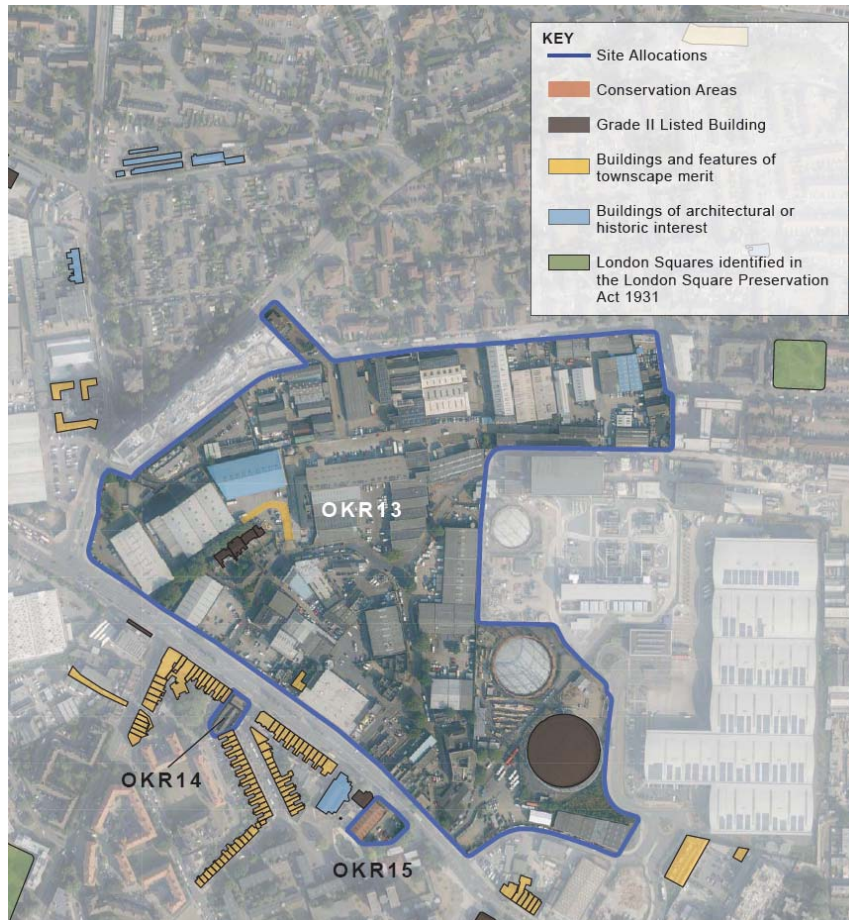 KEY
Site Allocations
Conservation Areas
Grade II Listed Building
Buildings and features of
townscape merit
Buildings of architectural or
historic interest
London Squares identified in
the London Square Preservation
Act 1931
OKR13
OKR14
OKR15